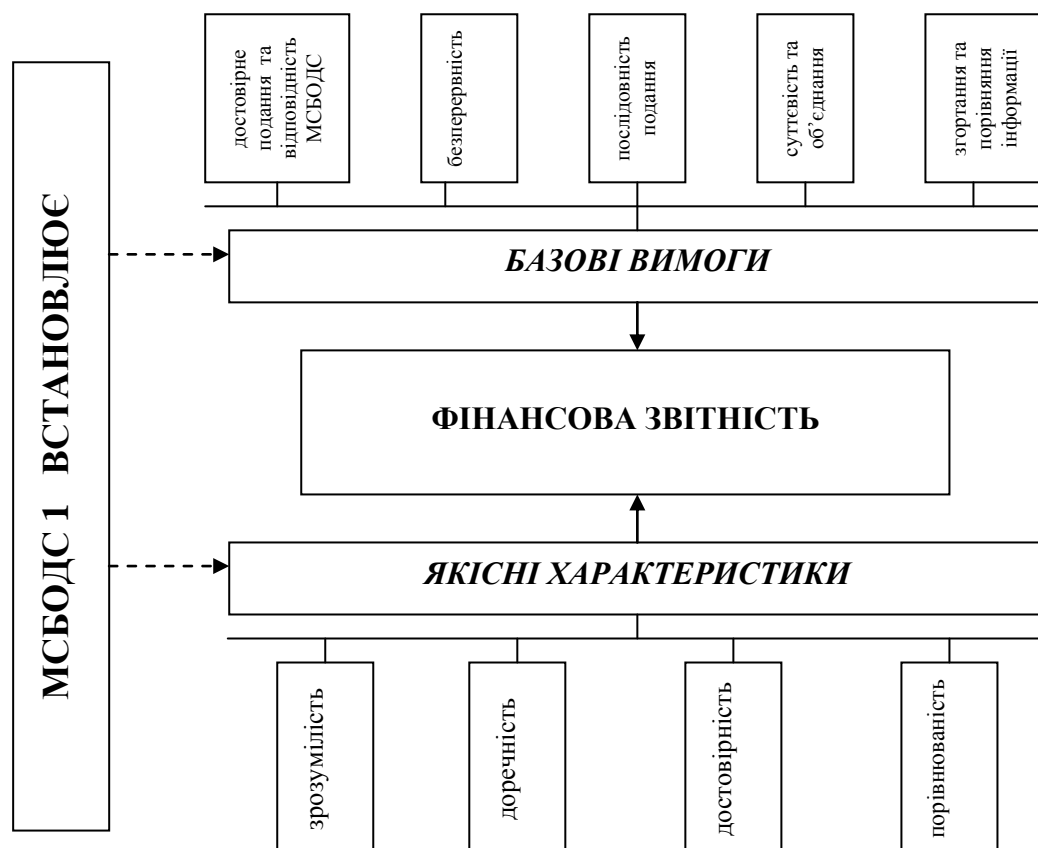 МСБОДС 1 ВСТАНОВЛЮЄ
достовірне
подання та
відповідність
МСБОДС
безперервність
послідовність
подання
суттєвість та
об’єднання
згортання та
порівняння
інформації
БАЗОВІ ВИМОГИ
ФІНАНСОВА ЗВІТНІСТЬ
ЯКІСНІ ХАРАКТЕРИСТИКИ
зрозумілість
доречність
достовірність
порівнюваність